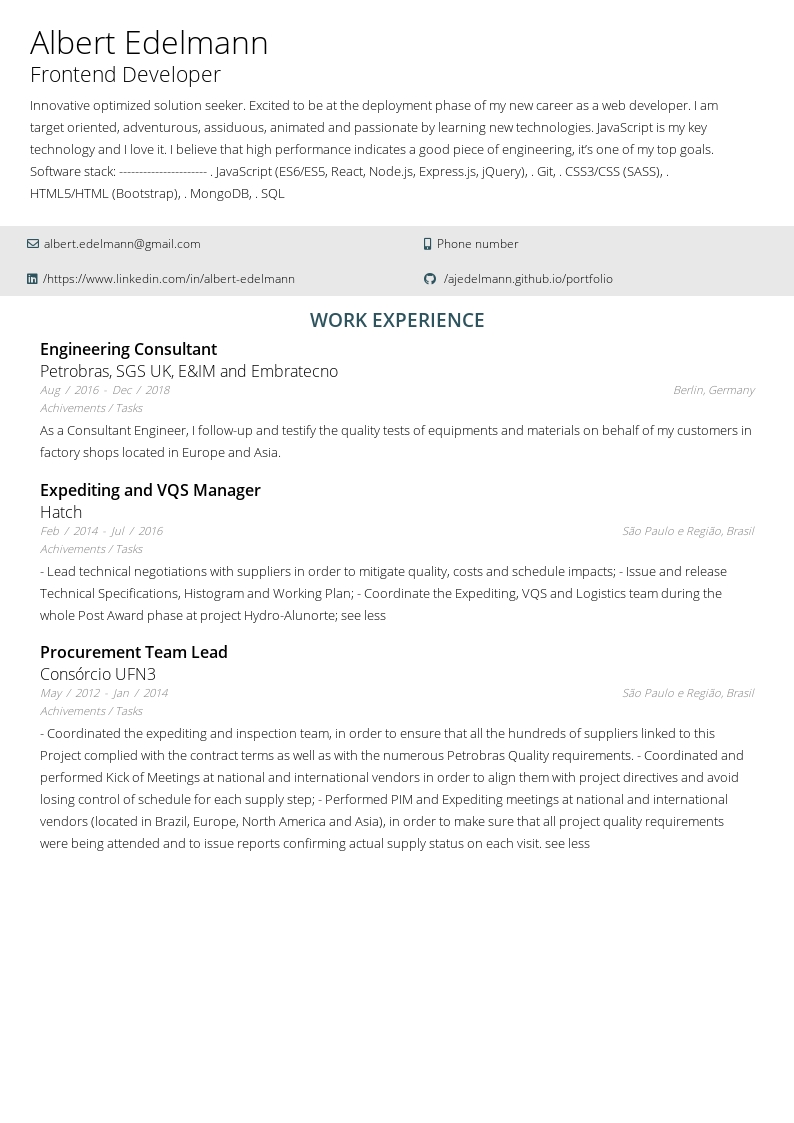 Albert Edelmann
Frontend Developer
Innovative optimized solution seeker. Excited to be at the deployment phase of my new career as a web developer. I am
target oriented, adventurous, assiduous, animated and passionate by learning new technologies. JavaScript is my key
technology and I love it. I believe that high performance indicates a good piece of engineering, it’s one of my top goals.
Software stack: ---------------------- . JavaScript (ES6/ES5, React, Node.js, Express.js, jQuery), . Git, . CSS3/CSS (SASS), .
HTML5/HTML (Bootstrap), . MongoDB, . SQL
albert.edelmann@gmail.com
Phone number
/https://www.linkedin.com/in/albert-edelmann
/ajedelmann.github.io/portfolio
WORK EXPERIENCE
Engineering Consultant
Petrobras, SGS UK, E&IM and Embratecno
Aug / 2016 - Dec / 2018
Berlin, Germany
Achivements / Tasks
As a Consultant Engineer, I follow-up and testify the quality tests of equipments and materials on behalf of my customers in
factory shops located in Europe and Asia.
Expediting and VQS Manager
Hatch
Feb / 2014 - Jul / 2016
São Paulo e Região, Brasil
Achivements / Tasks
- Lead technical negotiations with suppliers in order to mitigate quality, costs and schedule impacts; - Issue and release
Technical Specifications, Histogram and Working Plan; - Coordinate the Expediting, VQS and Logistics team during the
whole Post Award phase at project Hydro-Alunorte; see less
Procurement Team Lead
Consórcio UFN3
May / 2012 - Jan / 2014
São Paulo e Região, Brasil
Achivements / Tasks
- Coordinated the expediting and inspection team, in order to ensure that all the hundreds of suppliers linked to this
Project complied with the contract terms as well as with the numerous Petrobras Quality requirements. - Coordinated and
performed Kick of Meetings at national and international vendors in order to align them with project directives and avoid
losing control of schedule for each supply step; - Performed PIM and Expediting meetings at national and international
vendors (located in Brazil, Europe, North America and Asia), in order to make sure that all project quality requirements
were being attended and to issue reports confirming actual supply status on each visit. see less